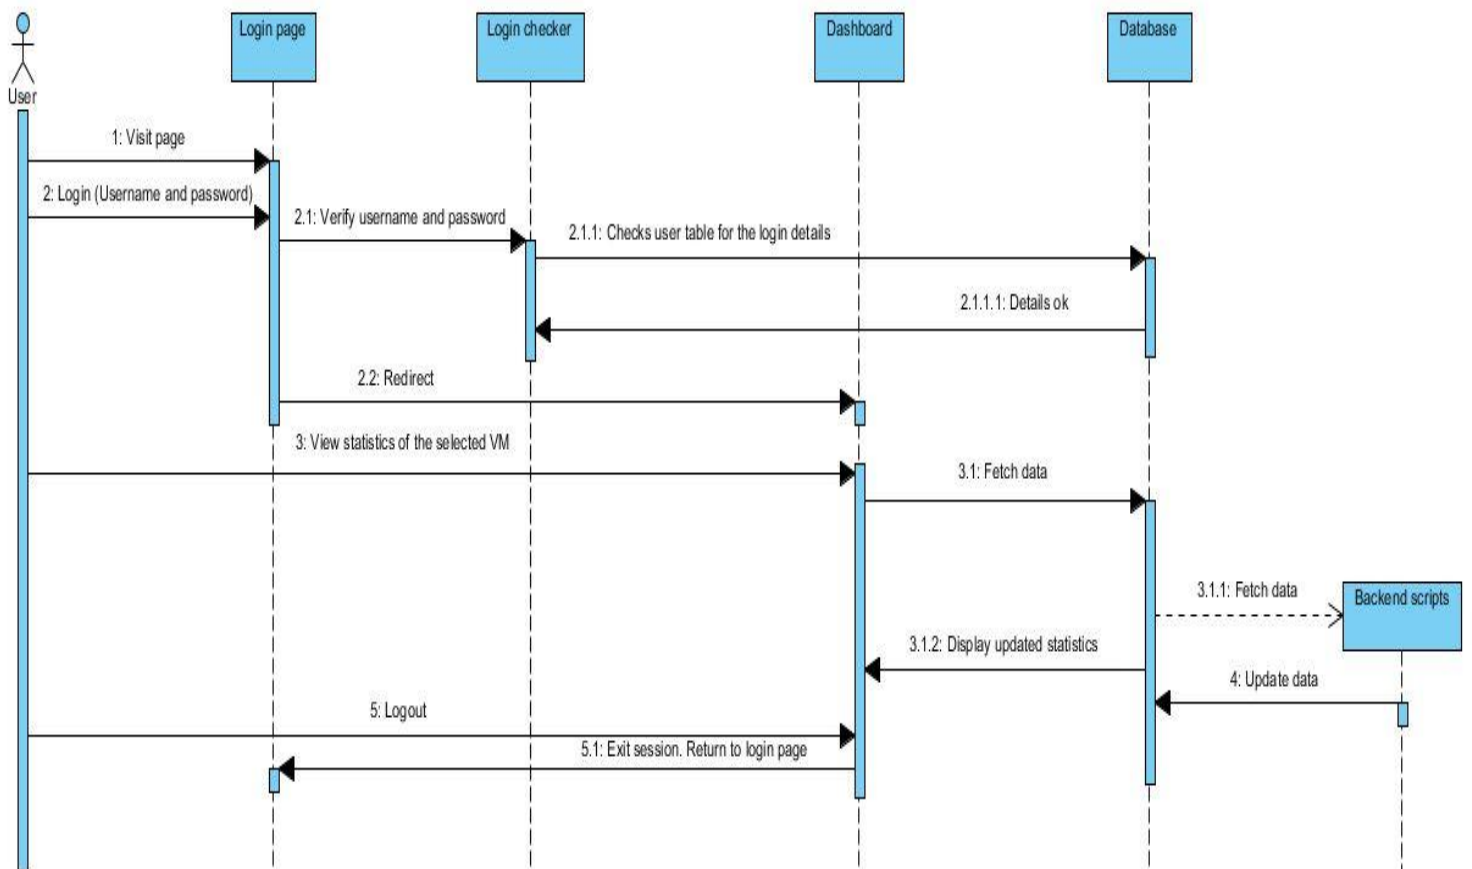 Login page
Login checker
Dashboard
Database
User
1: Visit page
2: Login (Username and password)
2.1: Verify username and password
2.1.1: Checks user table for the login details
2.1.1.1: Details ok
2.2: Redirect
3: View statistics of the selected VM
3.1: Fetch data
3.1.1: Fetch data
Backend scripts
3.1.2: Display updated statistics
4: Update data
5: Logout
5.1: Exit session. Return to login page